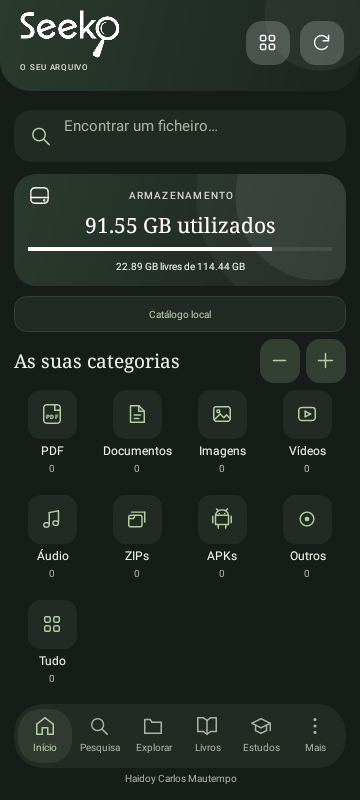 Seeko
O SEU ARQUIVO
Encontrar um ficheiro...
ARMAZENAMENTO
91.55 GB utilizados
22.89 GB livres de 114.44 GB
Catálogo local
As suas categorias
PDF
PDF Documentos Imagens Vídeos
0 0 0 0
Áudio ZIPs APKs Outros
0 0 0 0
Tudo
0
Início Pesquisa Explorar Livros Estudos Mais
Haidoy Carlos Mautempo